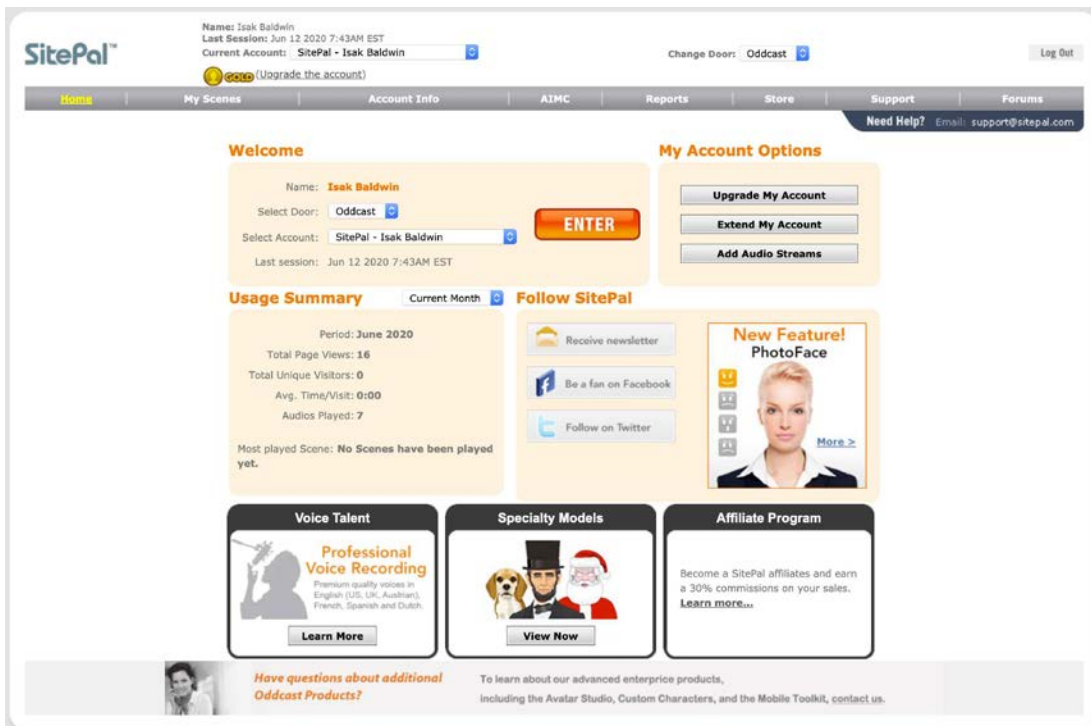 SitePal™
Name: Isak Baldwin
Last Session: Jun 12 2020 7:43AM EST
Current Account: SitePal - Isak Baldwin
GOLD (Upgrade the account)
Change Door: Oddcast
Log Out
Home My Scenes Account Info AIMC Reports Store Support Forums
Need Help? Email: support@sitepal.com
Welcome
Name: Isak Baldwin
Select Door: Oddcast
Select Account: SitePal - Isak Baldwin
Last session: Jun 12 2020 7:43AM EST
ENTER
My Account Options
Upgrade My Account
Extend My Account
Add Audio Streams
Usage Summary Current Month
Period: June 2020
Total Page Views: 16
Total Unique Visitors: 0
Avg. Time/Visit: 0:00
Audios Played: 7
Most played Scene: No Scenes have been played
yet.
Follow SitePal
Receive newsletter
Be a fan on Facebook
Follow on Twitter
New Feature!
PhotoFace
More >
Voice Talent
Professional
Voice Recording
Premium quality voices in
English (US, UK, Austrian),
French, Spanish and Dutch.
Learn More
Specialty Models
View Now
Affiliate Program
Become a SitePal affiliates and earn
a 30% commissions on your sales.
Learn more...
Have questions about additional
Oddcast Products?
To learn about our advanced enterprice products,
including the Avatar Studio, Custom Characters, and the Mobile Toolkit, contact us.